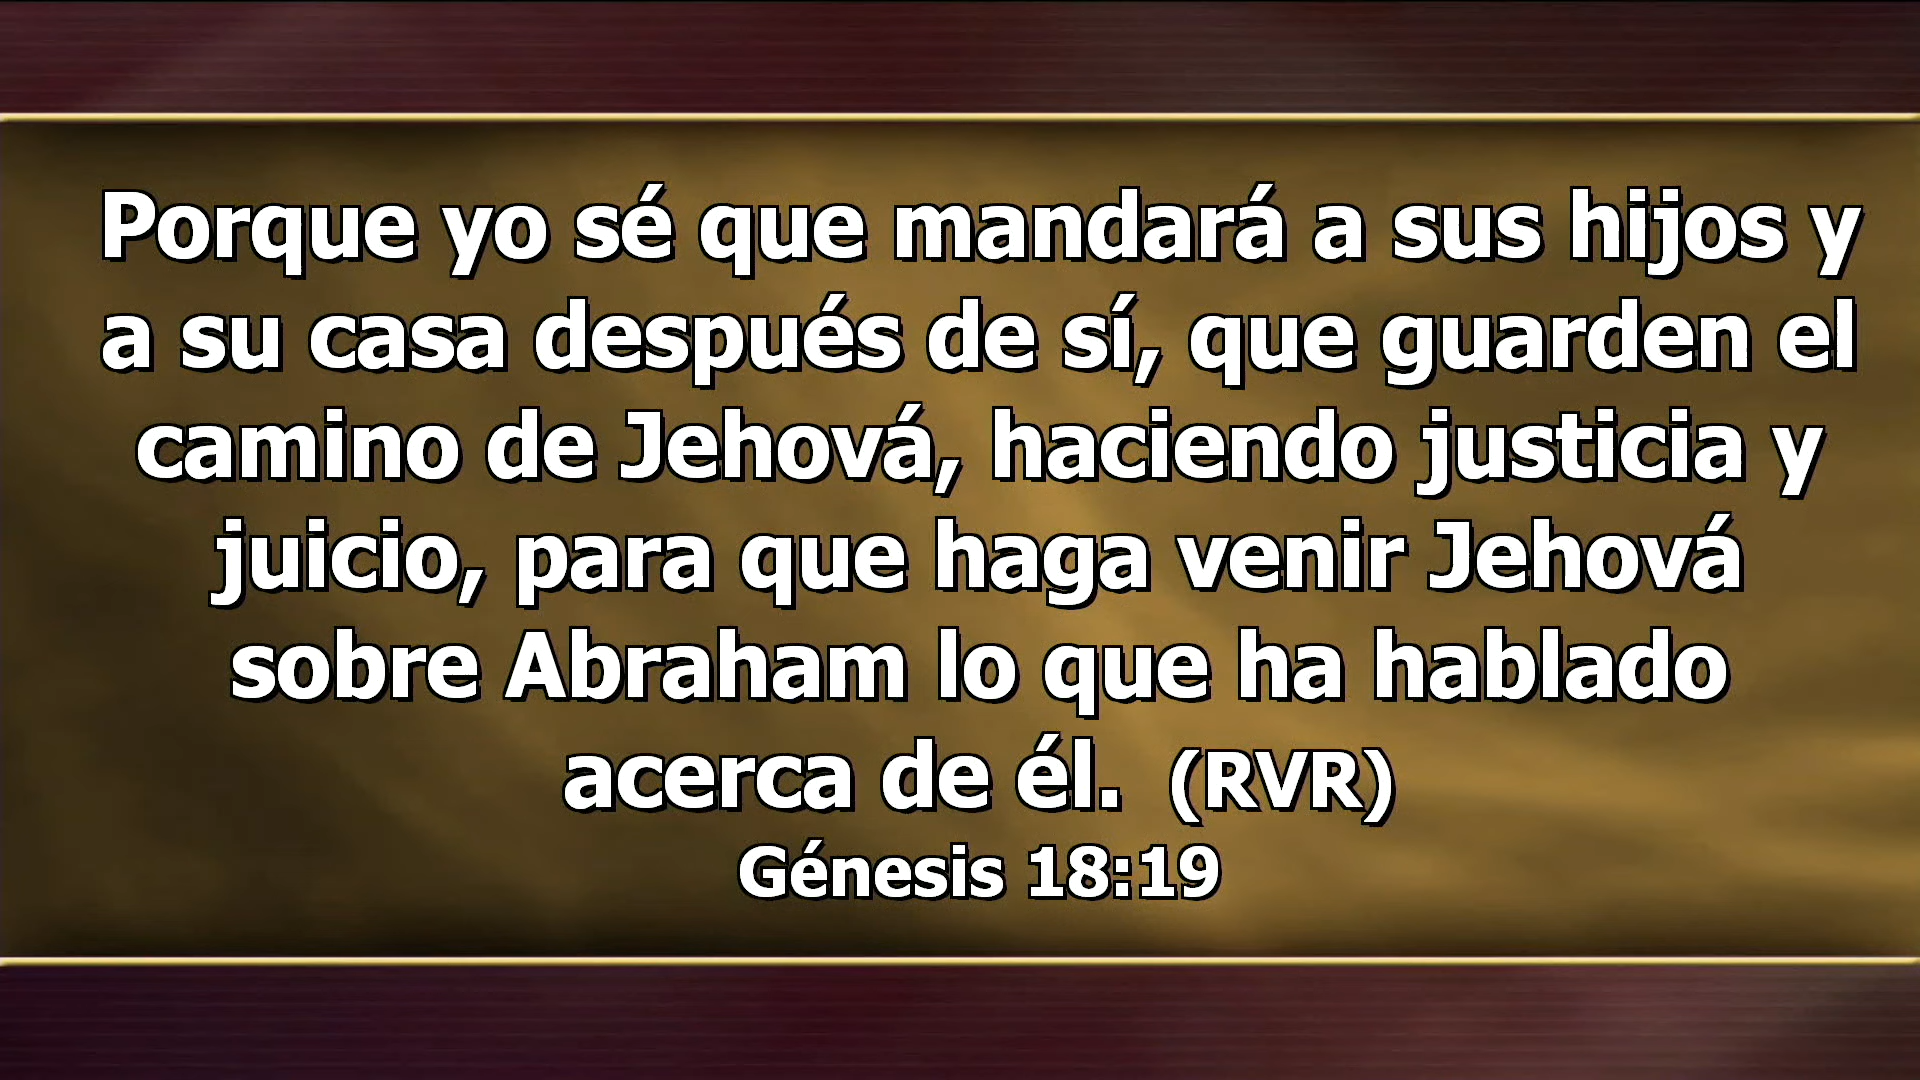 Porque yo sé que mandará a sus hijos y
a su casa después de sí, que guarden el
camino de Jehová, haciendo justicia y
juicio, para que haga venir Jehová
sobre Abraham lo que ha hablado
acerca de él. (RVR)
Génesis 18:19